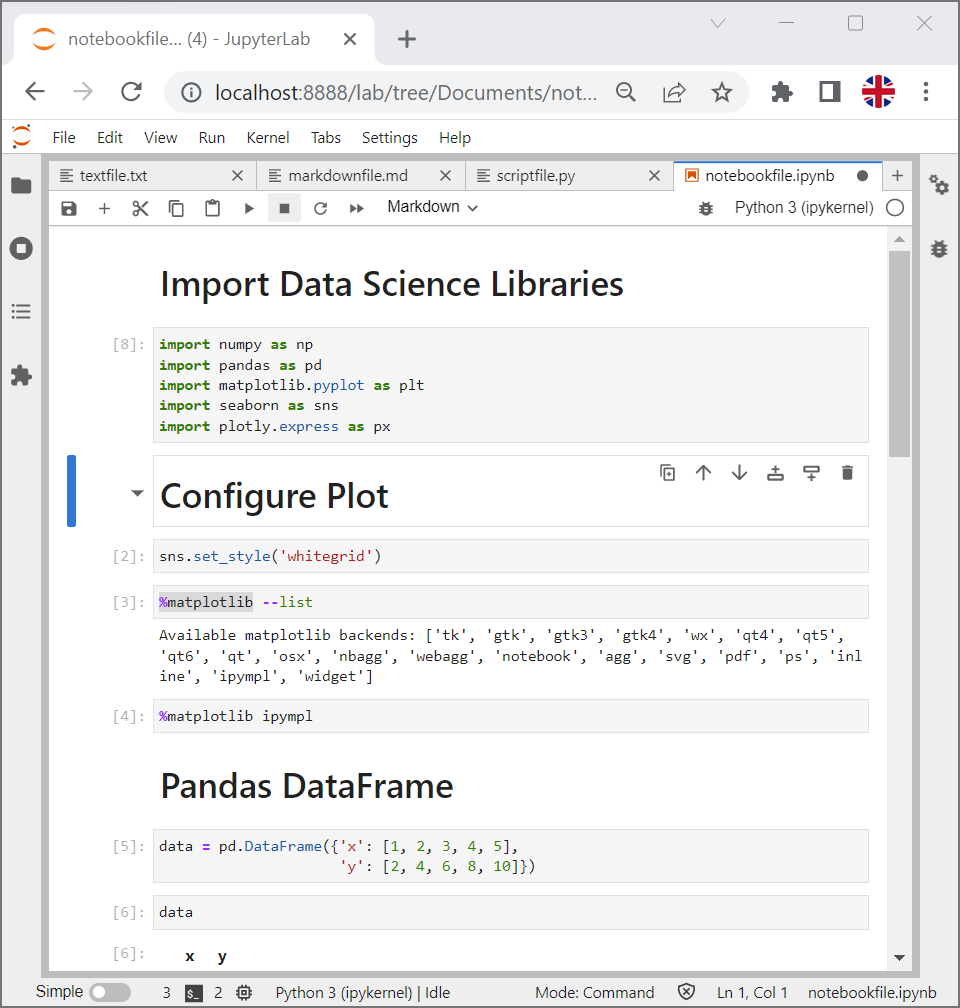 notebookfile... (4) - JupyterLab
localhost:8888/lab/tree/Documents/not...
File Edit View Run Kernel Tabs Settings Help
textfile.txt markdownfile.md scriptfile.py notebookfile.ipynb
Markdown Python 3 (ipykernel)
Import Data Science Libraries
[8]: import numpy as np
import pandas as pd
import matplotlib.pyplot as plt
import seaborn as sns
import plotly.express as px
Configure Plot
[2]: sns.set_style('whitegrid')
[3]: %matplotlib --list
Available matplotlib backends: ['tk', 'gtk', 'gtk3', 'gtk4', 'wx', 'qt4', 'qt5',
'qt6', 'qt', 'osx', 'nbagg', 'webagg', 'notebook', 'agg', 'svg', 'pdf', 'ps', 'inl
ine', 'ipympl', 'widget']
[4]: %matplotlib ipympl
Pandas DataFrame
[5]: data = pd.DataFrame({'x': [1, 2, 3, 4, 5],
'y': [2, 4, 6, 8, 10]})
[6]: data
[6]: x y
Simple 3 $_ 2 Python 3 (ipykernel) | Idle Mode: Command Ln 1, Col 1 notebookfile.ipynb